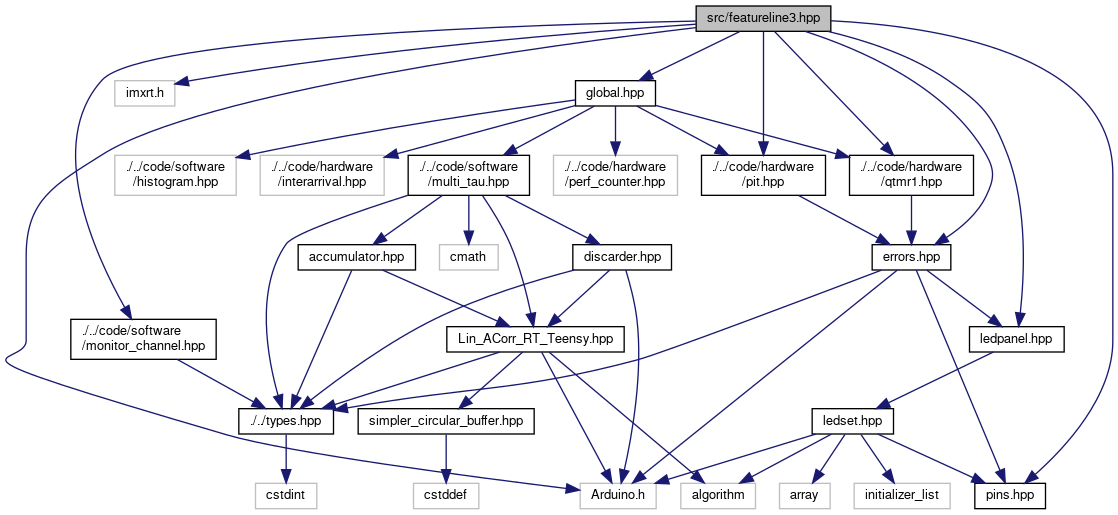 src/featureline3.hpp
imxrt.h
global.hpp
./../code/software
/histogram.hpp
./../code/hardware
/interarrival.hpp
./../code/software
/multi_tau.hpp
./../code/hardware
/perf_counter.hpp
./../code/hardware
/pit.hpp
./../code/hardware
/qtmr1.hpp
accumulator.hpp
cmath
discarder.hpp
errors.hpp
./../code/software
/monitor_channel.hpp
Lin_ACorr_RT_Teensy.hpp
ledpanel.hpp
./../types.hpp
simpler_circular_buffer.hpp
ledset.hpp
cstdint
cstddef
Arduino.h
algorithm
array
initializer_list
pins.hpp